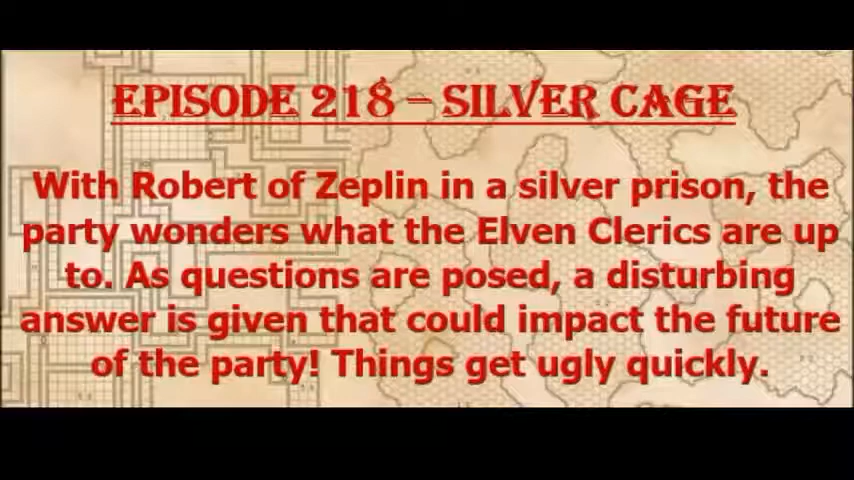 EPISODE 218 – SILVER CAGE
With Robert of Zeplin in a silver prison, the
party wonders what the Elven Clerics are up
to. As questions are posed, a disturbing
answer is given that could impact the future
of the party! Things get ugly quickly.